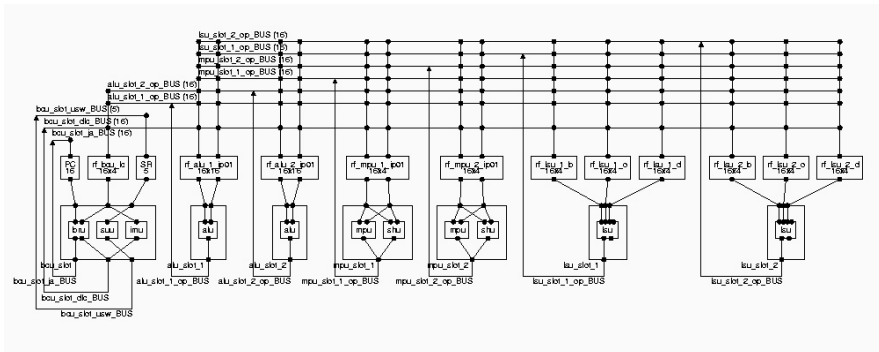 lsu_slot_2_op_BUS (16)
lsu_slot_1_op_BUS (16)
mpu_slot_2_op_BUS (16)
mpu_slot_1_op_BUS (16)
alu_slot_2_op_BUS (16)
alu_slot_1_op_BUS (16)
bcu_slot_usw_BUS (5)
bcu_slot_dlc_BUS (16)
bcu_slot_ja_BUS (16)
PC rf_bcu_lc SR rf_alu_1_ip01 rf_alu_2_ip01 rf_mpu_1_ip01 rf_mpu_2_ip01 rf_lsu_1_b rf_lsu_1_o rf_lsu_1_d rf_lsu_2_b rf_lsu_2_o rf_lsu_2_d
16 16x4 5 16x16 16x16 16x4 16x4 16x4 16x4 16x4 16x4 16x4 16x4
bru suu imu alu alu mpu shu mpu shu lsu lsu
bcu_slot alu_slot_1 alu_slot_2 mpu_slot_1 mpu_slot_2 lsu_slot_1 lsu_slot_2
bcu_slot_ja_BUS alu_slot_1_op_BUS alu_slot_2_op_BUS mpu_slot_1_op_BUS mpu_slot_2_op_BUS lsu_slot_1_op_BUS lsu_slot_2_op_BUS
bcu_slot_dlc_BUS
bcu_slot_usw_BUS